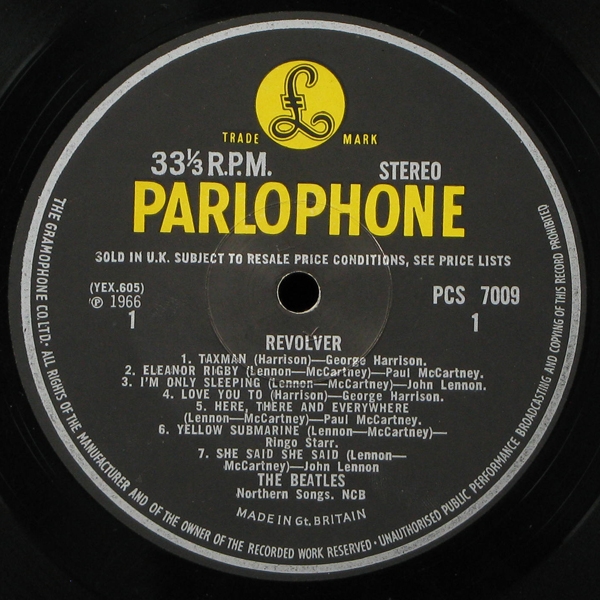 £
TRADE MARK
33⅓ R.P.M. STEREO
PARLOPHONE
SOLD IN U.K. SUBJECT TO RESALE PRICE CONDITIONS, SEE PRICE LISTS
(YEX.605) PCS 7009
℗ 1966
1 1
REVOLVER
1. TAXMAN (Harrison)—George Harrison.
2. ELEANOR RIGBY (Lennon—McCartney)—Paul McCartney.
3. I'M ONLY SLEEPING (Lennon—McCartney)—John Lennon.
4. LOVE YOU TO (Harrison)—George Harrison.
5. HERE, THERE AND EVERYWHERE
(Lennon—McCartney)—Paul McCartney.
6. YELLOW SUBMARINE (Lennon—McCartney)—
Ringo Starr.
7. SHE SAID SHE SAID (Lennon—
McCartney)—John Lennon
THE BEATLES
Northern Songs. NCB
MADE IN Gt. BRITAIN
THE GRAMOPHONE CO. LTD. ALL RIGHTS OF THE MANUFACTURER AND OF THE OWNER OF THE RECORDED WORK RESERVED · UNAUTHORISED PUBLIC PERFORMANCE BROADCASTING AND COPYING OF THIS RECORD PROHIBITED